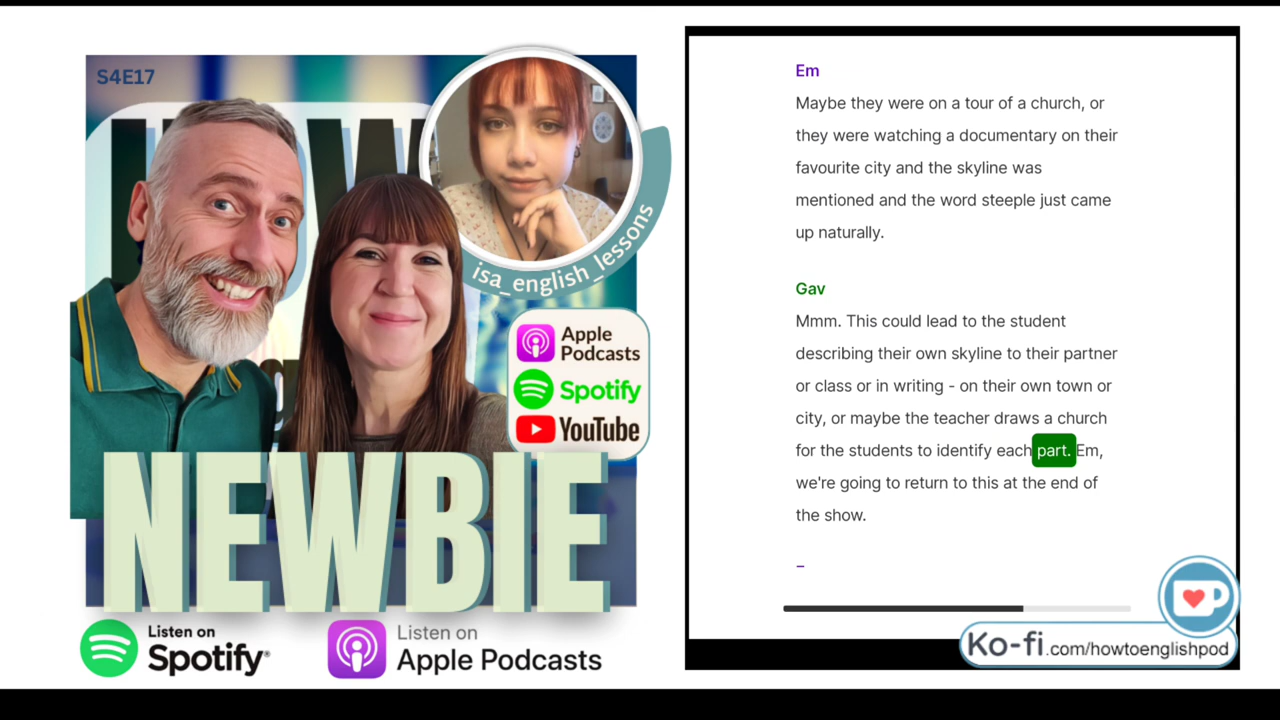 S4E17
isa_english_lessons
Apple
Podcasts
Spotify
YouTube
NEWBIE
Listen on
Spotify®
Listen on
Apple Podcasts
Em
Maybe they were on a tour of a church, or
they were watching a documentary on their
favourite city and the skyline was
mentioned and the word steeple just came
up naturally.
Gav
Mmm. This could lead to the student
describing their own skyline to their partner
or class or in writing - on their own town or
city, or maybe the teacher draws a church
for the students to identify each part. Em,
we're going to return to this at the end of
the show.
–
Ko-fi.com/howtoenglishpod